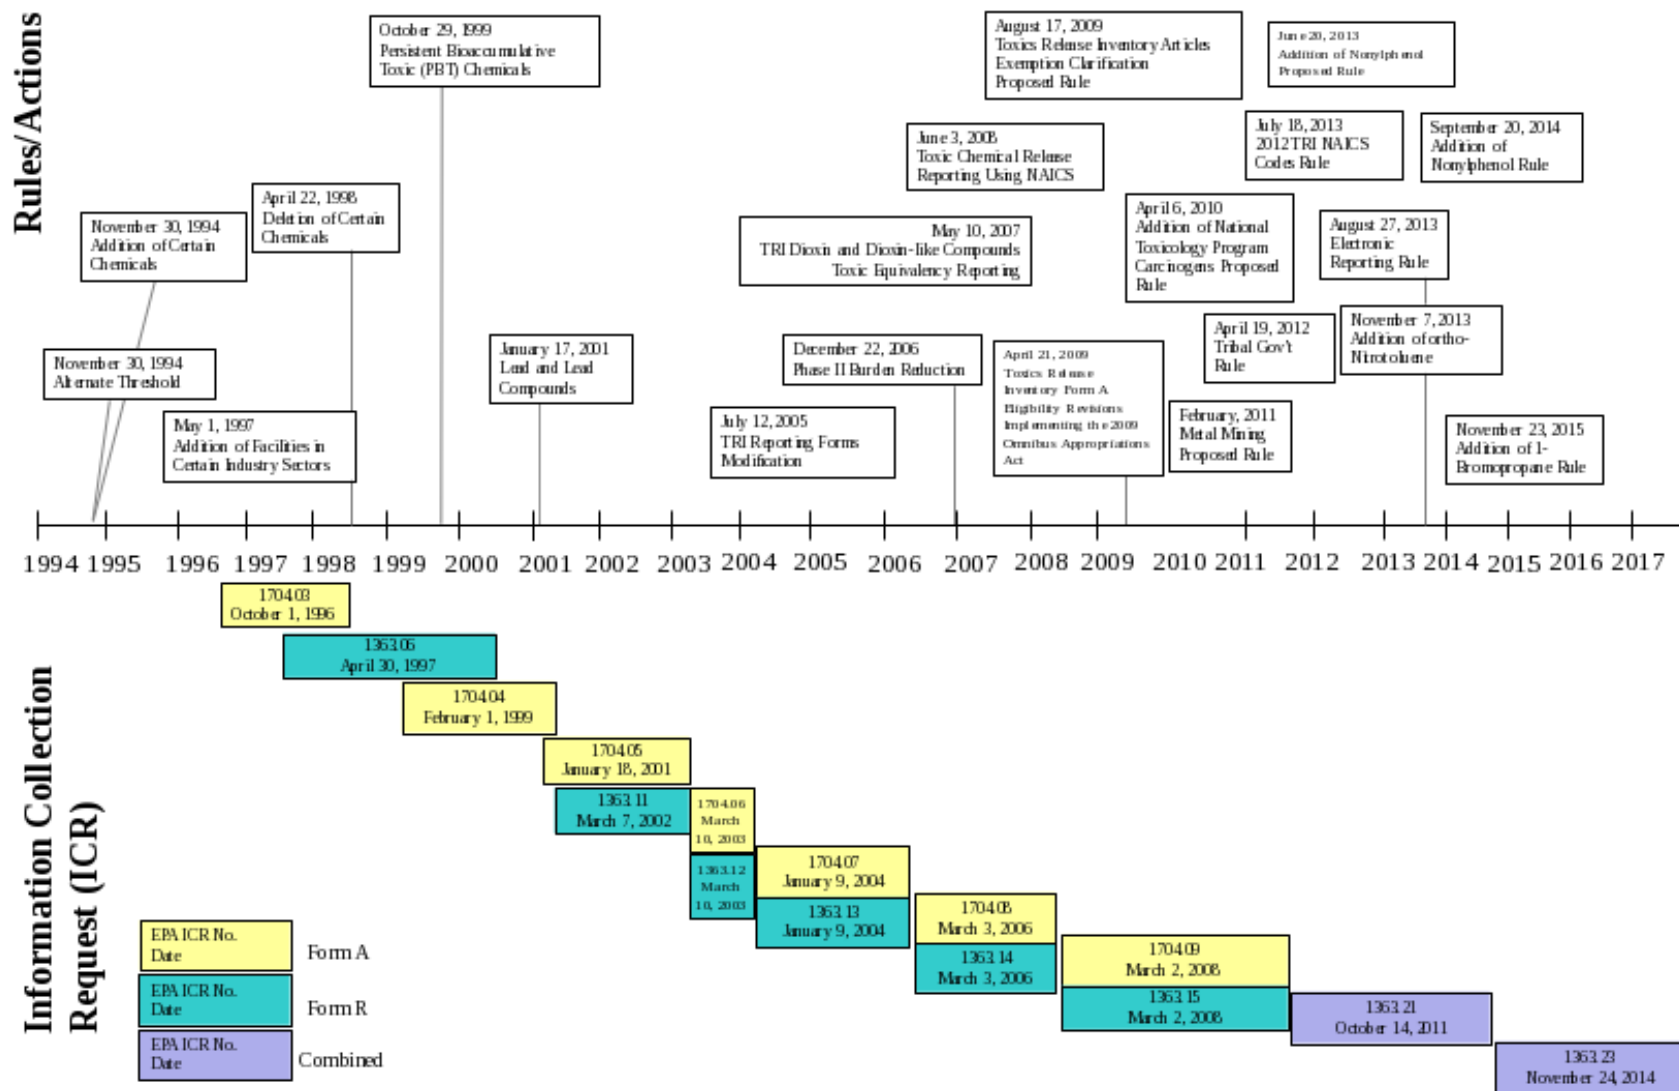 Rules/Actions
October 29, 1999
Persistent Bioaccumulative
Toxic (PBT) Chemicals
August 17, 2009
Toxics Release Inventory Articles
Exemption Clarification
Proposed Rule
June 20, 2013
Addition of Nonylphenol
Proposed Rule
June 3, 2008
Toxic Chemical Release
Reporting Using NAICS
July 18, 2013
2012 TRI NAICS
Codes Rule
September 20, 2014
Addition of
Nonylphenol Rule
November 30, 1994
Addition of Certain
Chemicals
April 22, 1998
Deletion of Certain
Chemicals
May 10, 2007
TRI Dioxin and Dioxin-like Compounds
Toxic Equivalency Reporting
April 6, 2010
Addition of National
Toxicology Program
Carcinogens Proposed
Rule
August 27, 2013
Electronic
Reporting Rule
November 30, 1994
Alternate Threshold
January 17, 2001
Lead and Lead
Compounds
December 22, 2006
Phase II Burden Reduction
April 21, 2009
Toxics Release
Inventory Form A
Eligibility Revisions
Implementing the 2009
Omnibus Appropriations
Act
April 19, 2012
Tribal Gov't
Rule
November 7, 2013
Addition of ortho-
Nitrotoluene
May 1, 1997
Addition of Facilities in
Certain Industry Sectors
July 12, 2005
TRI Reporting Forms
Modification
February, 2011
Metal Mining
Proposed Rule
November 23, 2015
Addition of 1-
Bromopropane Rule
1994 1995 1996 1997 1998 1999 2000 2001 2002 2003 2004 2005 2006 2007 2008 2009 2010 2011 2012 2013 2014 2015 2016 2017
Information Collection
Request (ICR)
1704.03
October 1, 1996
1363.06
April 30, 1997
1704.04
February 1, 1999
1704.05
January 18, 2001
1363.11
March 7, 2002
1704.06
March
10, 2003
1363.12
March
10, 2003
1704.07
January 9, 2004
1363.13
January 9, 2004
1704.08
March 3, 2006
1363.14
March 3, 2006
1704.09
March 2, 2008
1363.15
March 2, 2008
1363.21
October 14, 2011
1363.23
November 24, 2014
EPA ICR No.
Date
Form A
EPA ICR No.
Date
Form R
EPA ICR No.
Date
Combined